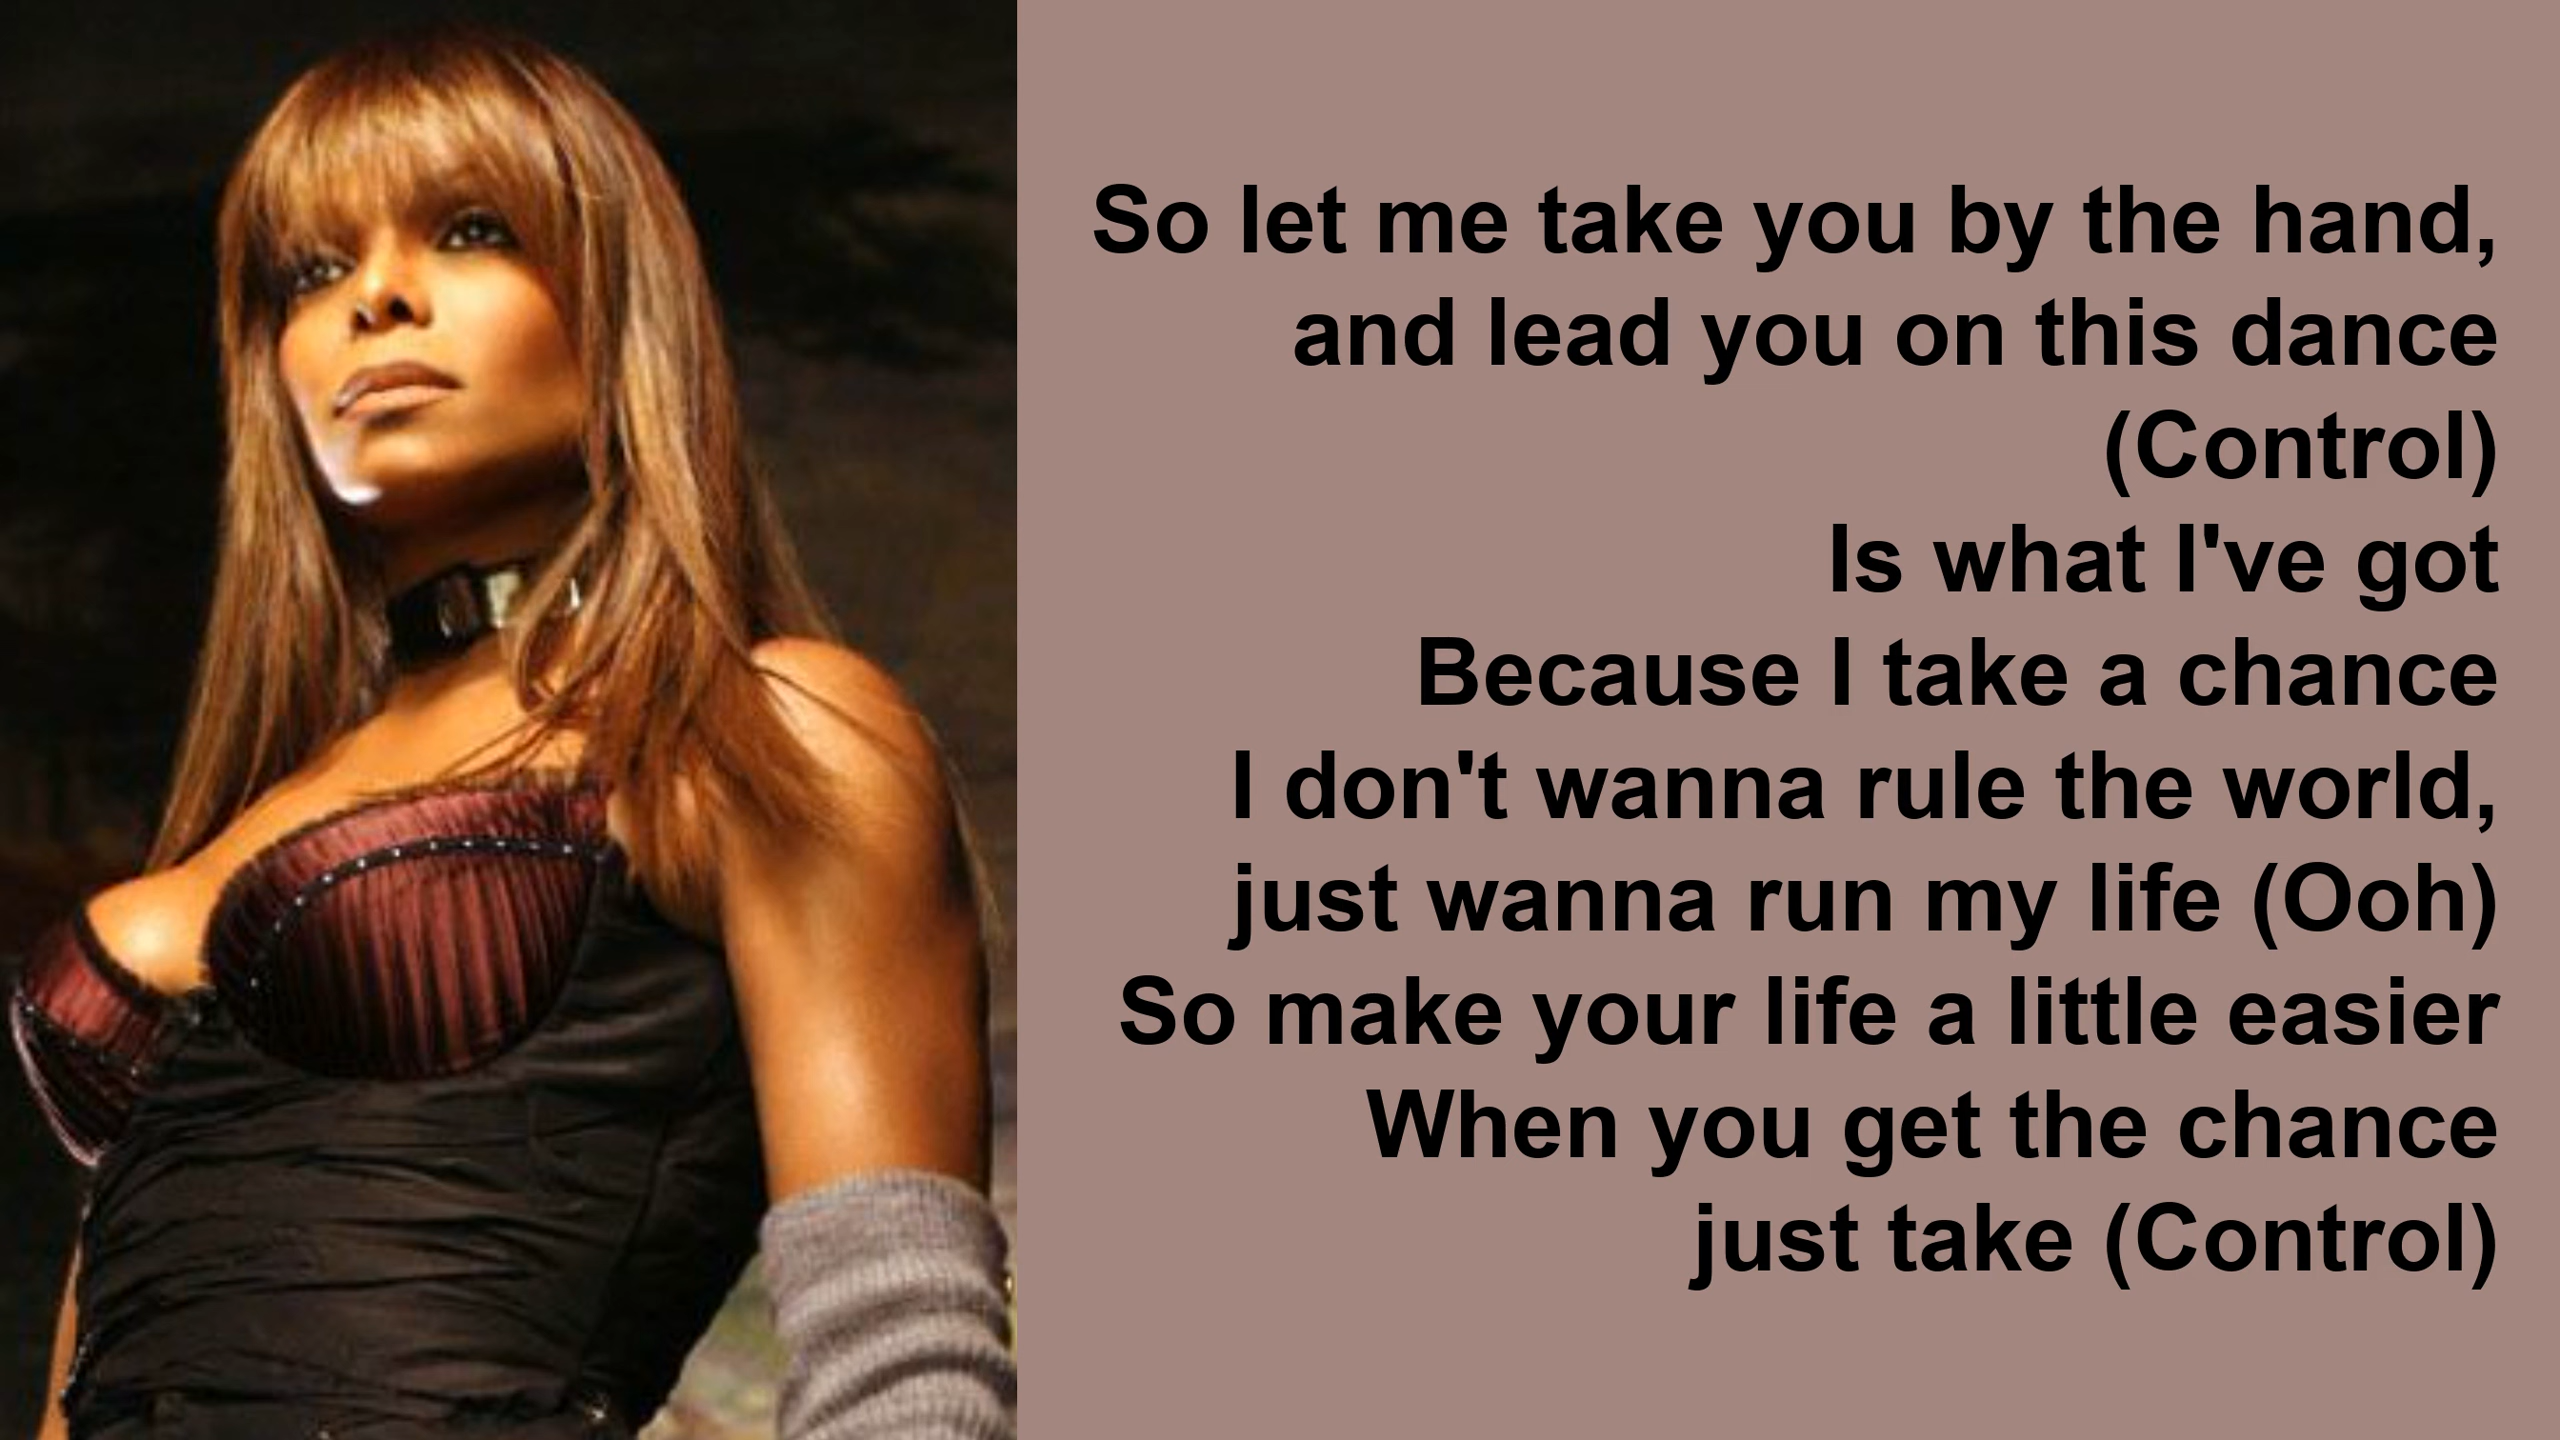 So let me take you by the hand,
and lead you on this dance
(Control)
Is what I've got
Because I take a chance
I don't wanna rule the world,
just wanna run my life (Ooh)
So make your life a little easier
When you get the chance
just take (Control)